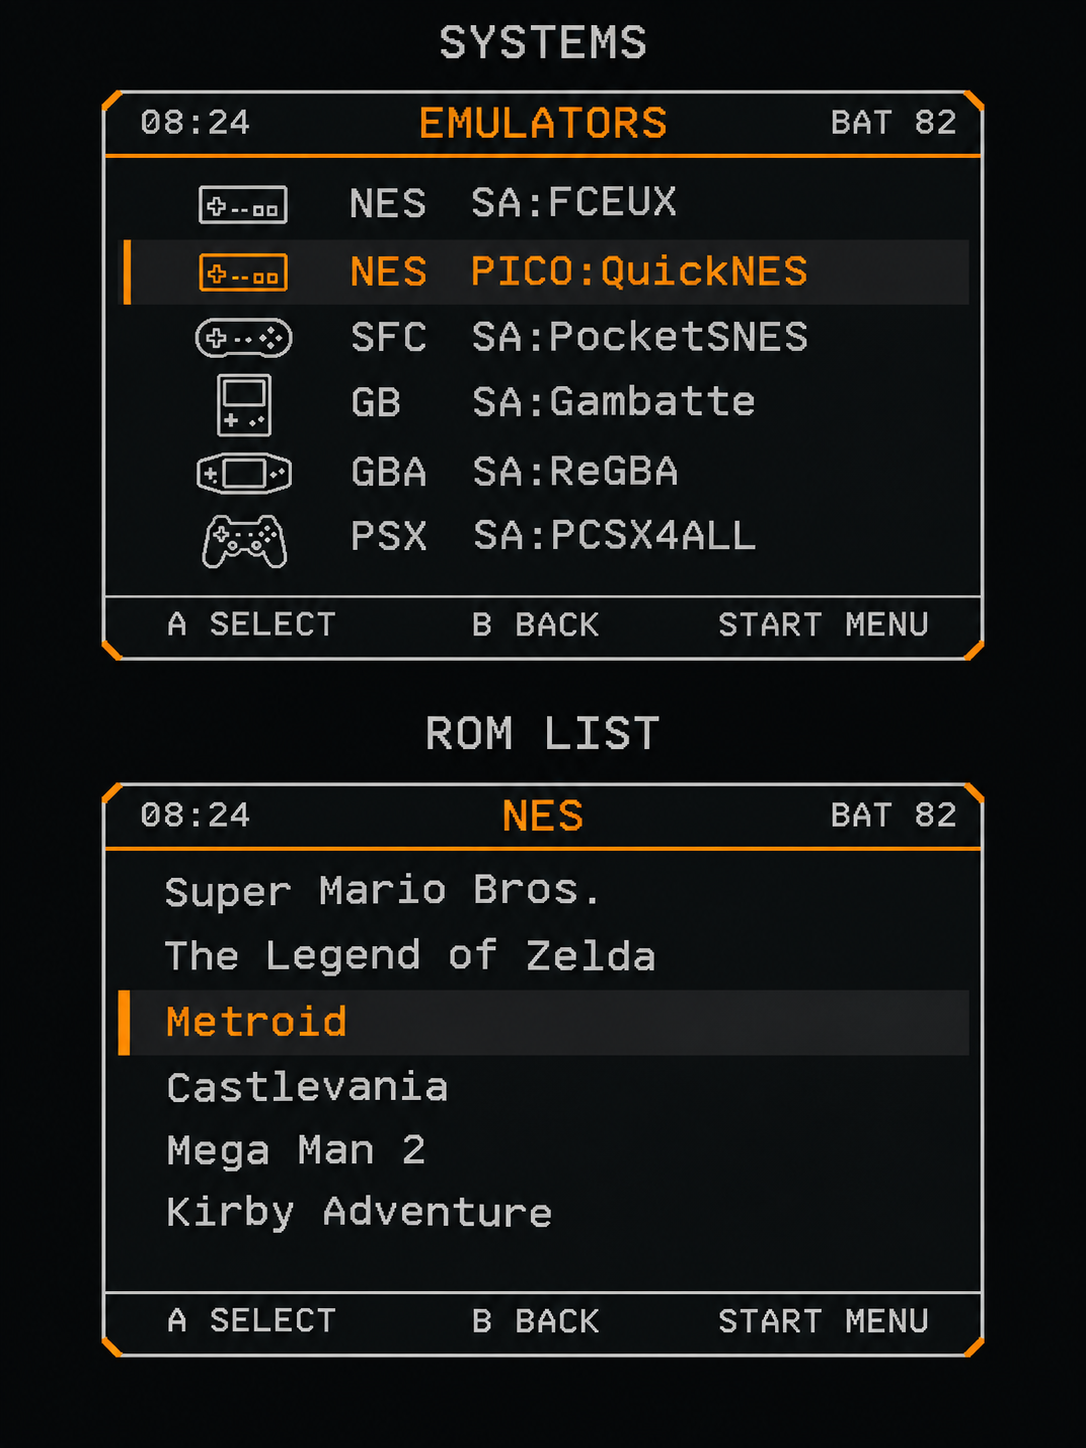 SYSTEMS
08:24 EMULATORS BAT 82
NES SA:FCEUX
NES PICO:QuickNES
SFC SA:PocketSNES
GB SA:Gambatte
GBA SA:ReGBA
PSX SA:PCSX4ALL
A SELECT B BACK START MENU
ROM LIST
08:24 NES BAT 82
Super Mario Bros.
The Legend of Zelda
Metroid
Castlevania
Mega Man 2
Kirby Adventure
A SELECT B BACK START MENU